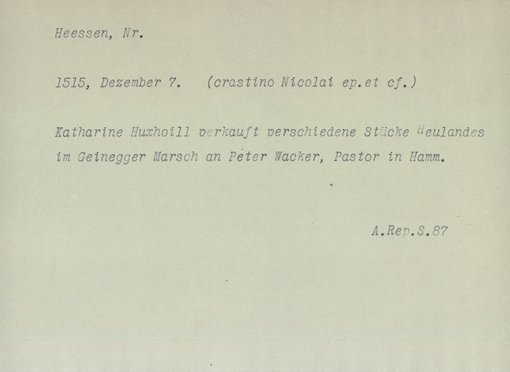 Heessen, Nr.
1515, Dezember 7. (crastino Nicolai ep.et cf.)
Katharine Huxhoill verkauft verschiedene Stücke Heulandes
im Geinegger Marsch an Peter Wacker, Pastor in Hamm.
A.Rep.S.87